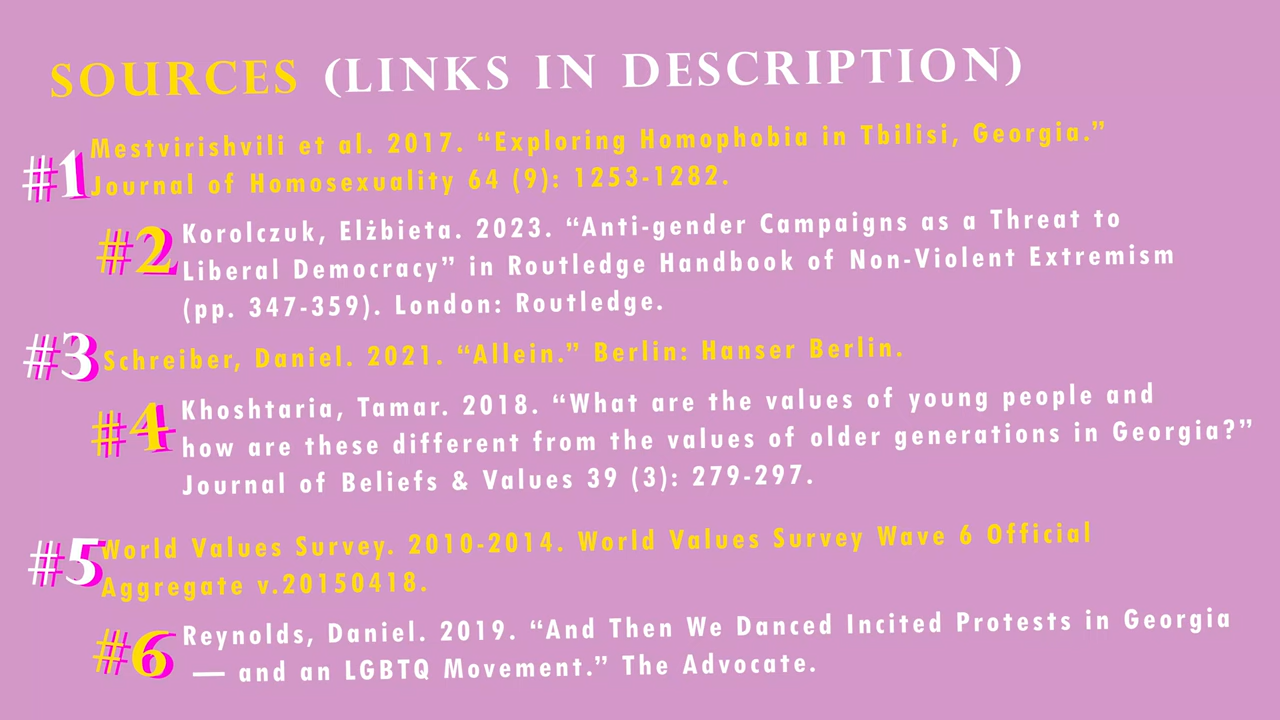 SOURCES (LINKS IN DESCRIPTION)
#1 Mestvirishvili et al. 2017. “Exploring Homophobia in Tbilisi, Georgia.”
Journal of Homosexuality 64 (9): 1253-1282.
#2 Korolczuk, Elżbieta. 2023. “Anti-gender Campaigns as a Threat to
Liberal Democracy” in Routledge Handbook of Non-Violent Extremism
(pp. 347-359). London: Routledge.
#3 Schreiber, Daniel. 2021. “Allein.” Berlin: Hanser Berlin.
#4 Khoshtaria, Tamar. 2018. “What are the values of young people and
how are these different from the values of older generations in Georgia?”
Journal of Beliefs & Values 39 (3): 279-297.
#5 World Values Survey. 2010-2014. World Values Survey Wave 6 Official
Aggregate v.20150418.
#6 Reynolds, Daniel. 2019. “And Then We Danced Incited Protests in Georgia
— and an LGBTQ Movement.” The Advocate.